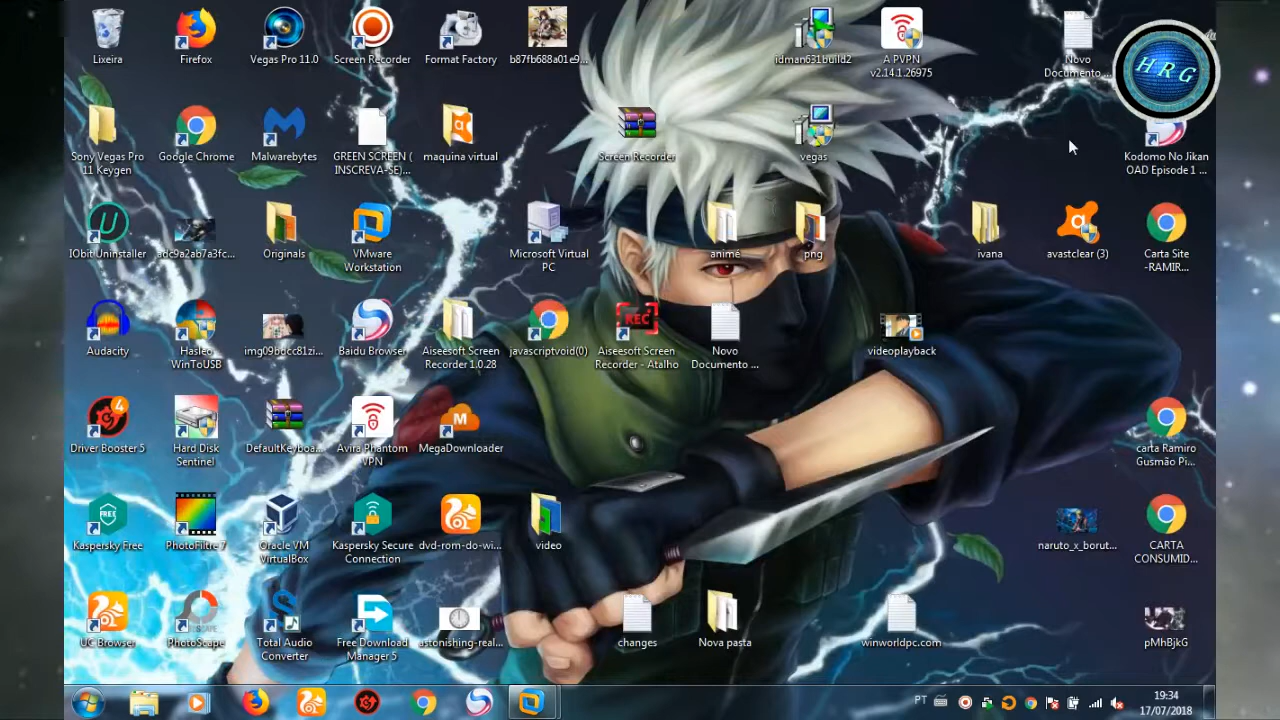 Lixeira
Firefox
Vegas Pro 11.0
Screen Recorder
Format Factory
b87fb688a01e9...
idman631build2
A PVPN
v2.14.1.26975
Novo
Documento ...
HRG
Sony Vegas Pro
11 Keygen
Google Chrome
Malwarebytes
GREEN SCREEN (
INSCREVA-SE)...
maquina virtual
Screen Recorder
vegas
Kodomo No Jikan
OAD Episode 1 ...
IObit Uninstaller
adc9a2ab7a3fc...
Originals
VMware
Workstation
Microsoft Virtual
PC
anime
png
ivana
avastclear (3)
Carta Site
-RAMIR...
Audacity
Hasleo
WinToUSB
Baidu Browser
Aiseesoft Screen
Recorder 1.0.28
javascriptvoid(0)
REC
Aiseesoft Screen
Recorder - Atalho
Novo
Documento ...
videoplayback
4
Driver Booster 5
Hard Disk
Sentinel
DefaultKeyboa...
Avira Phantom
VPN
M
MegaDownloader
carta Ramiro
Gusmão Pi...
FREE
Kaspersky Free
PhotoFiltre 7
Oracle VM
VirtualBox
Kaspersky Secure
Connection
dvd-rom-do-wi...
video
naruto_x_borut...
CARTA
CONSUMID...
UC Browser
PhotoScape
Total Audio
Converter
Free Download
Manager 5
astonishing-real...
changes
Nova pasta
winworldpc.com
pMhBjkG
PT
19:34
17/07/2018